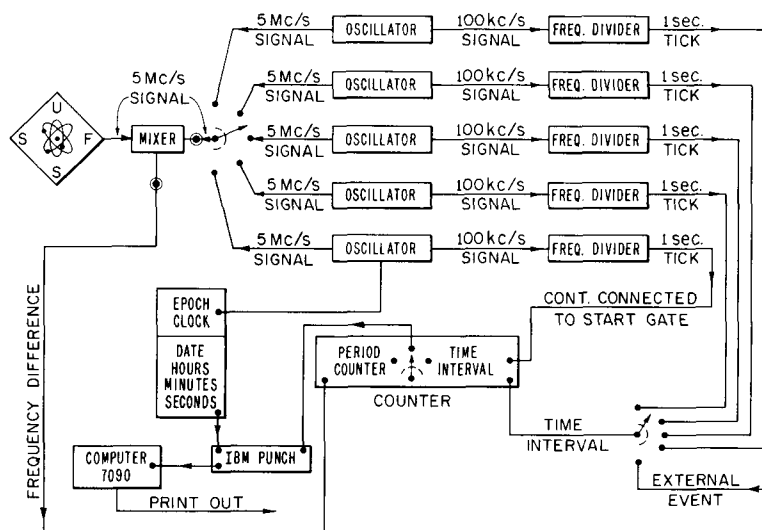 5 Mc/s
SIGNAL
OSCILLATOR
100 kc/s
SIGNAL
FREQ. DIVIDER
1 sec.
TICK
5 Mc/s
SIGNAL
5 Mc/s
SIGNAL
OSCILLATOR
100 kc/s
SIGNAL
FREQ. DIVIDER
1 sec.
TICK
U
S F
S
MIXER
5 Mc/s
SIGNAL
OSCILLATOR
100 kc/s
SIGNAL
FREQ. DIVIDER
1 sec.
TICK
5 Mc/s
SIGNAL
OSCILLATOR
100 kc/s
SIGNAL
FREQ. DIVIDER
1 sec.
TICK
5 Mc/s
SIGNAL
OSCILLATOR
100 kc/s
SIGNAL
FREQ. DIVIDER
1 sec.
TICK
FREQUENCY DIFFERENCE
EPOCH
CLOCK
DATE
HOURS
MINUTES
SECONDS
CONT. CONNECTED
TO START GATE
PERIOD
COUNTER
TIME
INTERVAL
COUNTER
TIME
INTERVAL
COMPUTER
7090
IBM PUNCH
PRINT OUT
EXTERNAL
EVENT